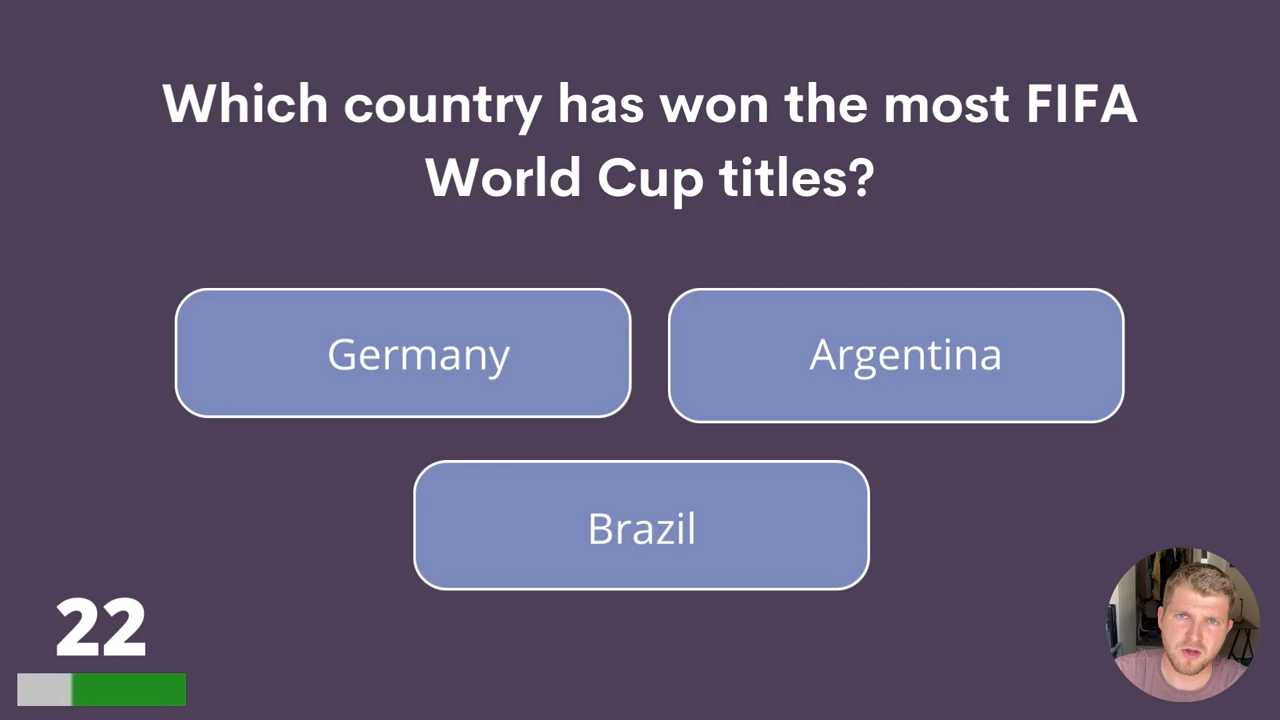 Which country has won the most FIFA
World Cup titles?
Germany
Argentina
Brazil
22